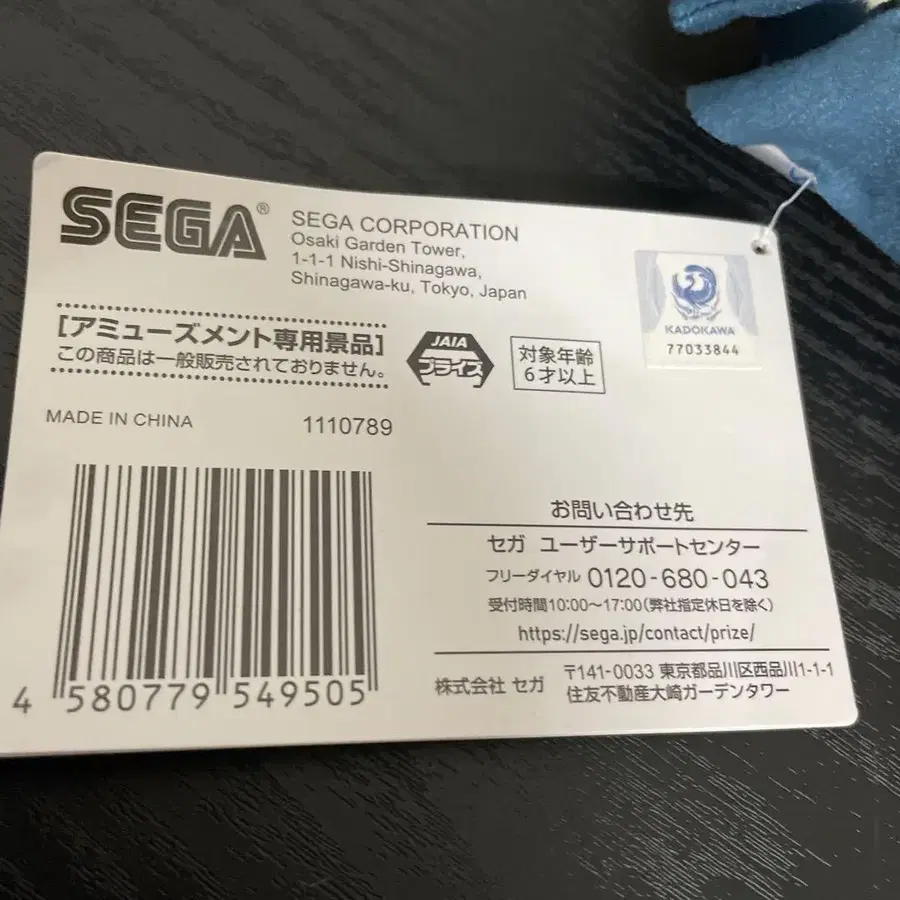 SEGA®
SEGA CORPORATION
Osaki Garden Tower,
1-1-1 Nishi-Shinagawa,
Shinagawa-ku, Tokyo, Japan
KADOKAWA
77033844
[アミューズメント専用景品]
この商品は一般販売されておりません。
JAIA
プライズ
対象年齢
6才以上
MADE IN CHINA
1110789
4 580779 549505
お問い合わせ先
セガ ユーザーサポートセンター
フリーダイヤル 0120-680-043
受付時間10:00~17:00(弊社指定休日を除く)
https://sega.jp/contact/prize/
株式会社 セガ
〒141-0033 東京都品川区西品川1-1-1
住友不動産大崎ガーデンタワー